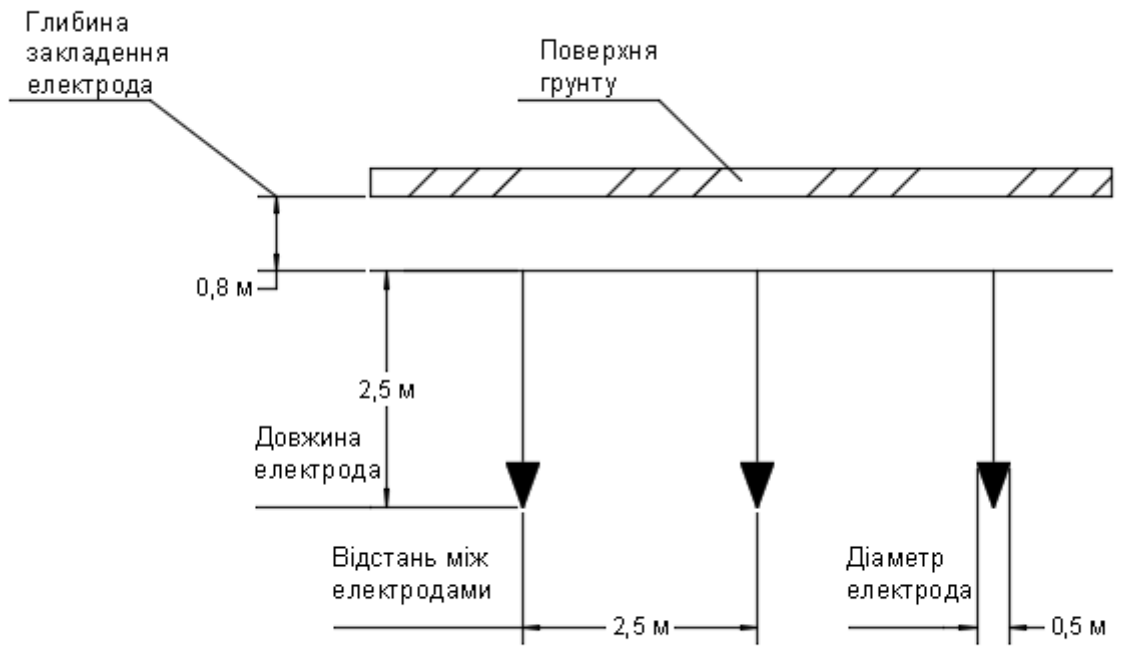 Глибина
закладення
електрода
Поверхня
грунту
0,8 м
2,5 м
Довжина
електрода
Відстань між
електродами
2,5 м
Діаметр
електрода
0,5 м